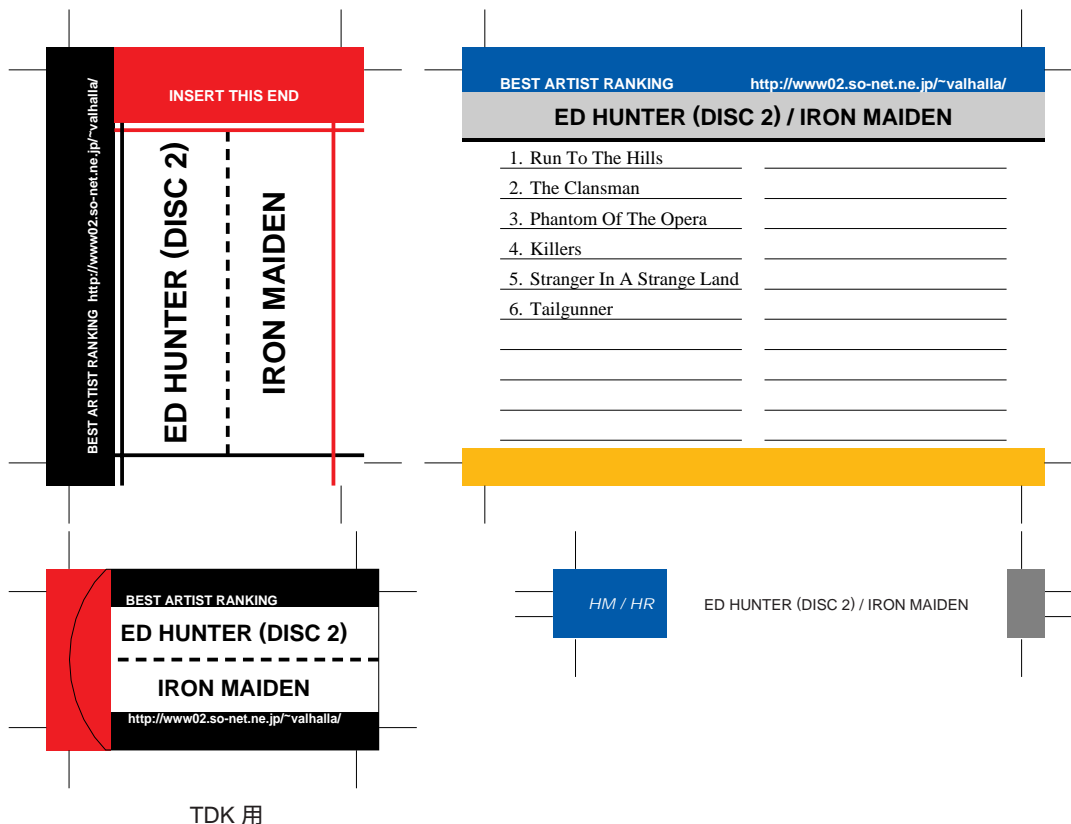 BEST ARTIST RANKING http://www02.so-net.ne.jp/~valhalla/
INSERT THIS END
ED HUNTER (DISC 2)
IRON MAIDEN
BEST ARTIST RANKING http://www02.so-net.ne.jp/~valhalla/
ED HUNTER (DISC 2) / IRON MAIDEN
1. Run To The Hills
2. The Clansman
3. Phantom Of The Opera
4. Killers
5. Stranger In A Strange Land
6. Tailgunner
BEST ARTIST RANKING
ED HUNTER (DISC 2)
IRON MAIDEN
http://www02.so-net.ne.jp/~valhalla/
HM / HR
ED HUNTER (DISC 2) / IRON MAIDEN
TDK 用